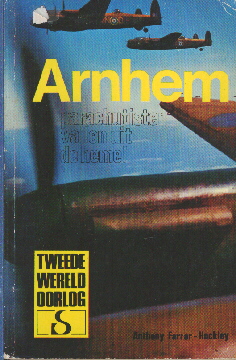 Arnhem
parachutisten
vallen uit
de hemel
TWEEDE
WERELD
OORLOG
S
Anthony Farrar-Hockley